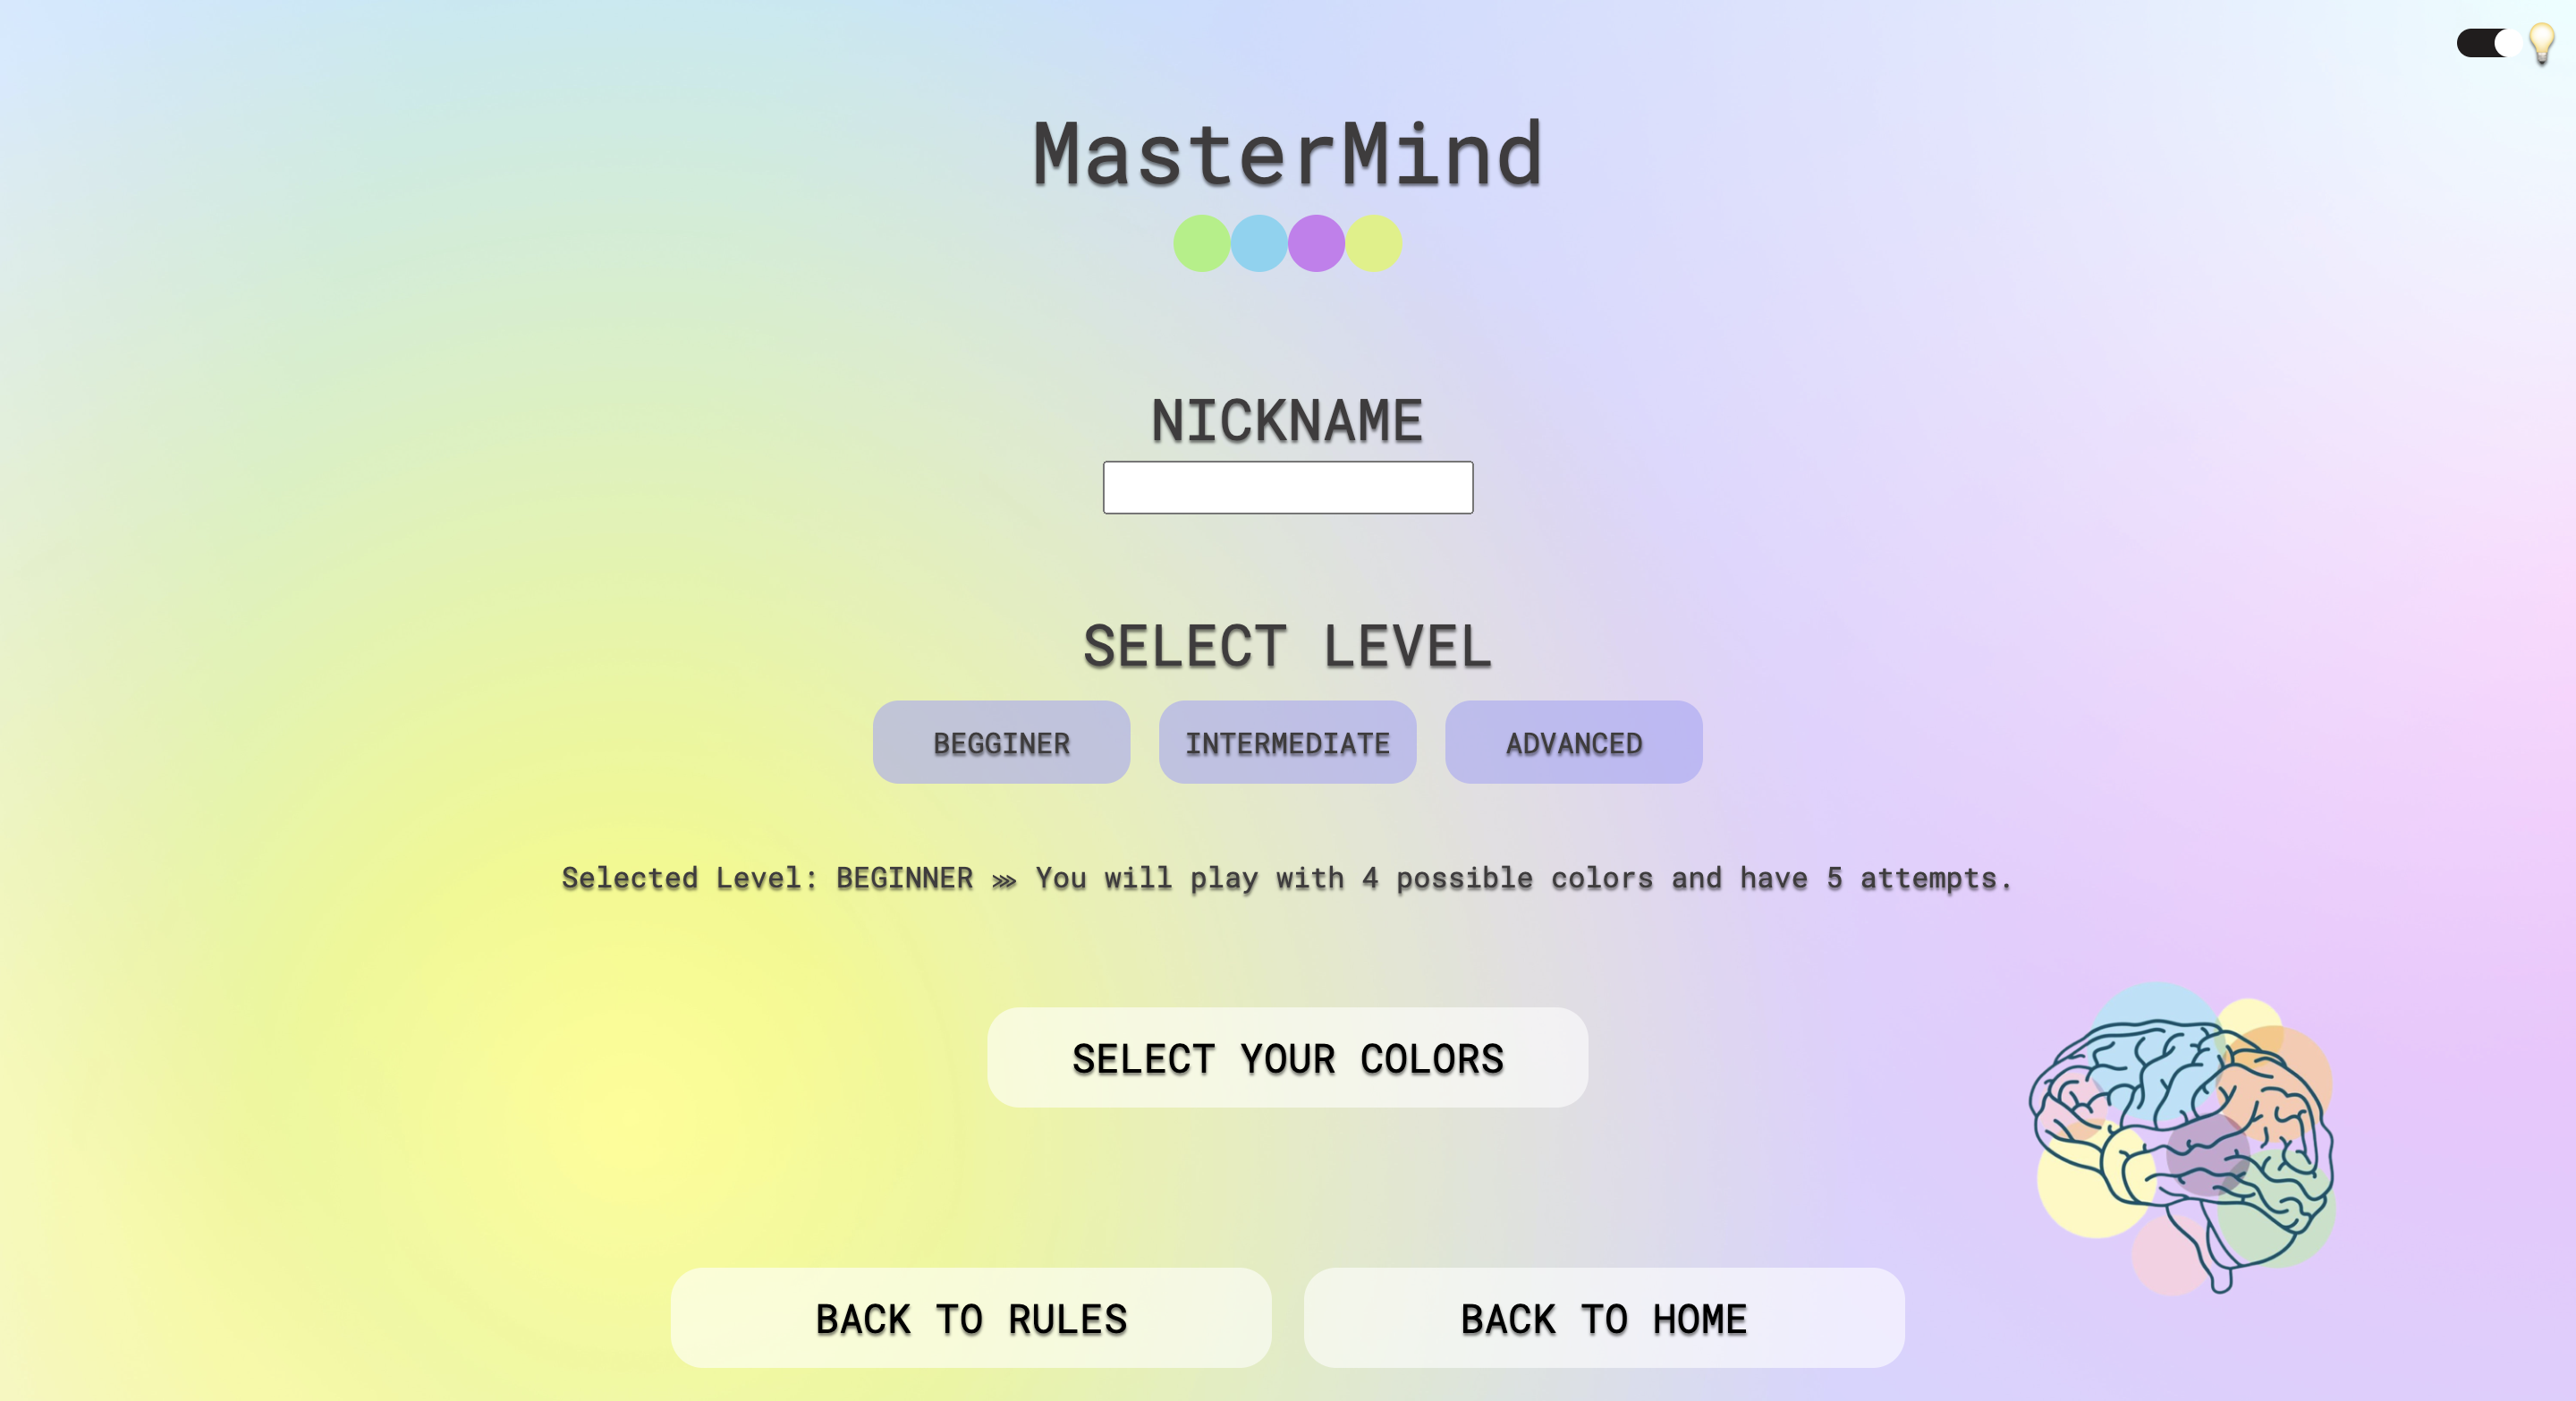 MasterMind
NICKNAME
SELECT LEVEL
BEGGINER INTERMEDIATE ADVANCED
Selected Level: BEGINNER ⋙ You will play with 4 possible colors and have 5 attempts.
SELECT YOUR COLORS
BACK TO RULES BACK TO HOME